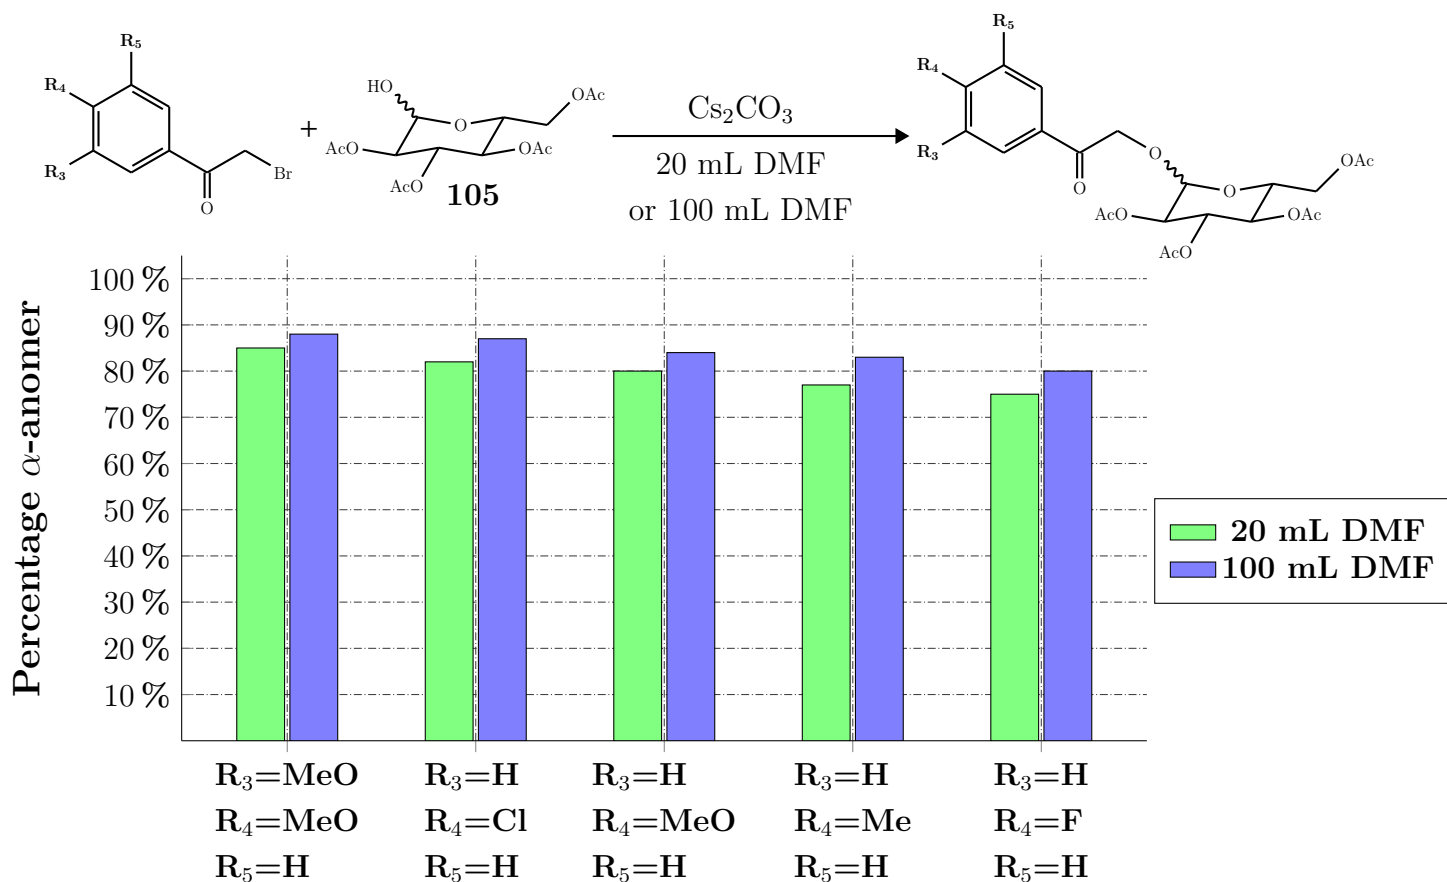 R₅
R₄
R₃
O
Br
+
HO
O
OAc
AcO
OAc
AcO
105
Cs₂CO₃
20 mL DMF
or 100 mL DMF
R₅
R₄
R₃
O
O
O
OAc
AcO
OAc
AcO
Percentage α-anomer
100 %
90 %
80 %
70 %
60 %
50 %
40 %
30 %
20 %
10 %
R₃=MeO R₃=H R₃=H R₃=H R₃=H
R₄=MeO R₄=Cl R₄=MeO R₄=Me R₄=F
R₅=H R₅=H R₅=H R₅=H R₅=H
20 mL DMF
100 mL DMF